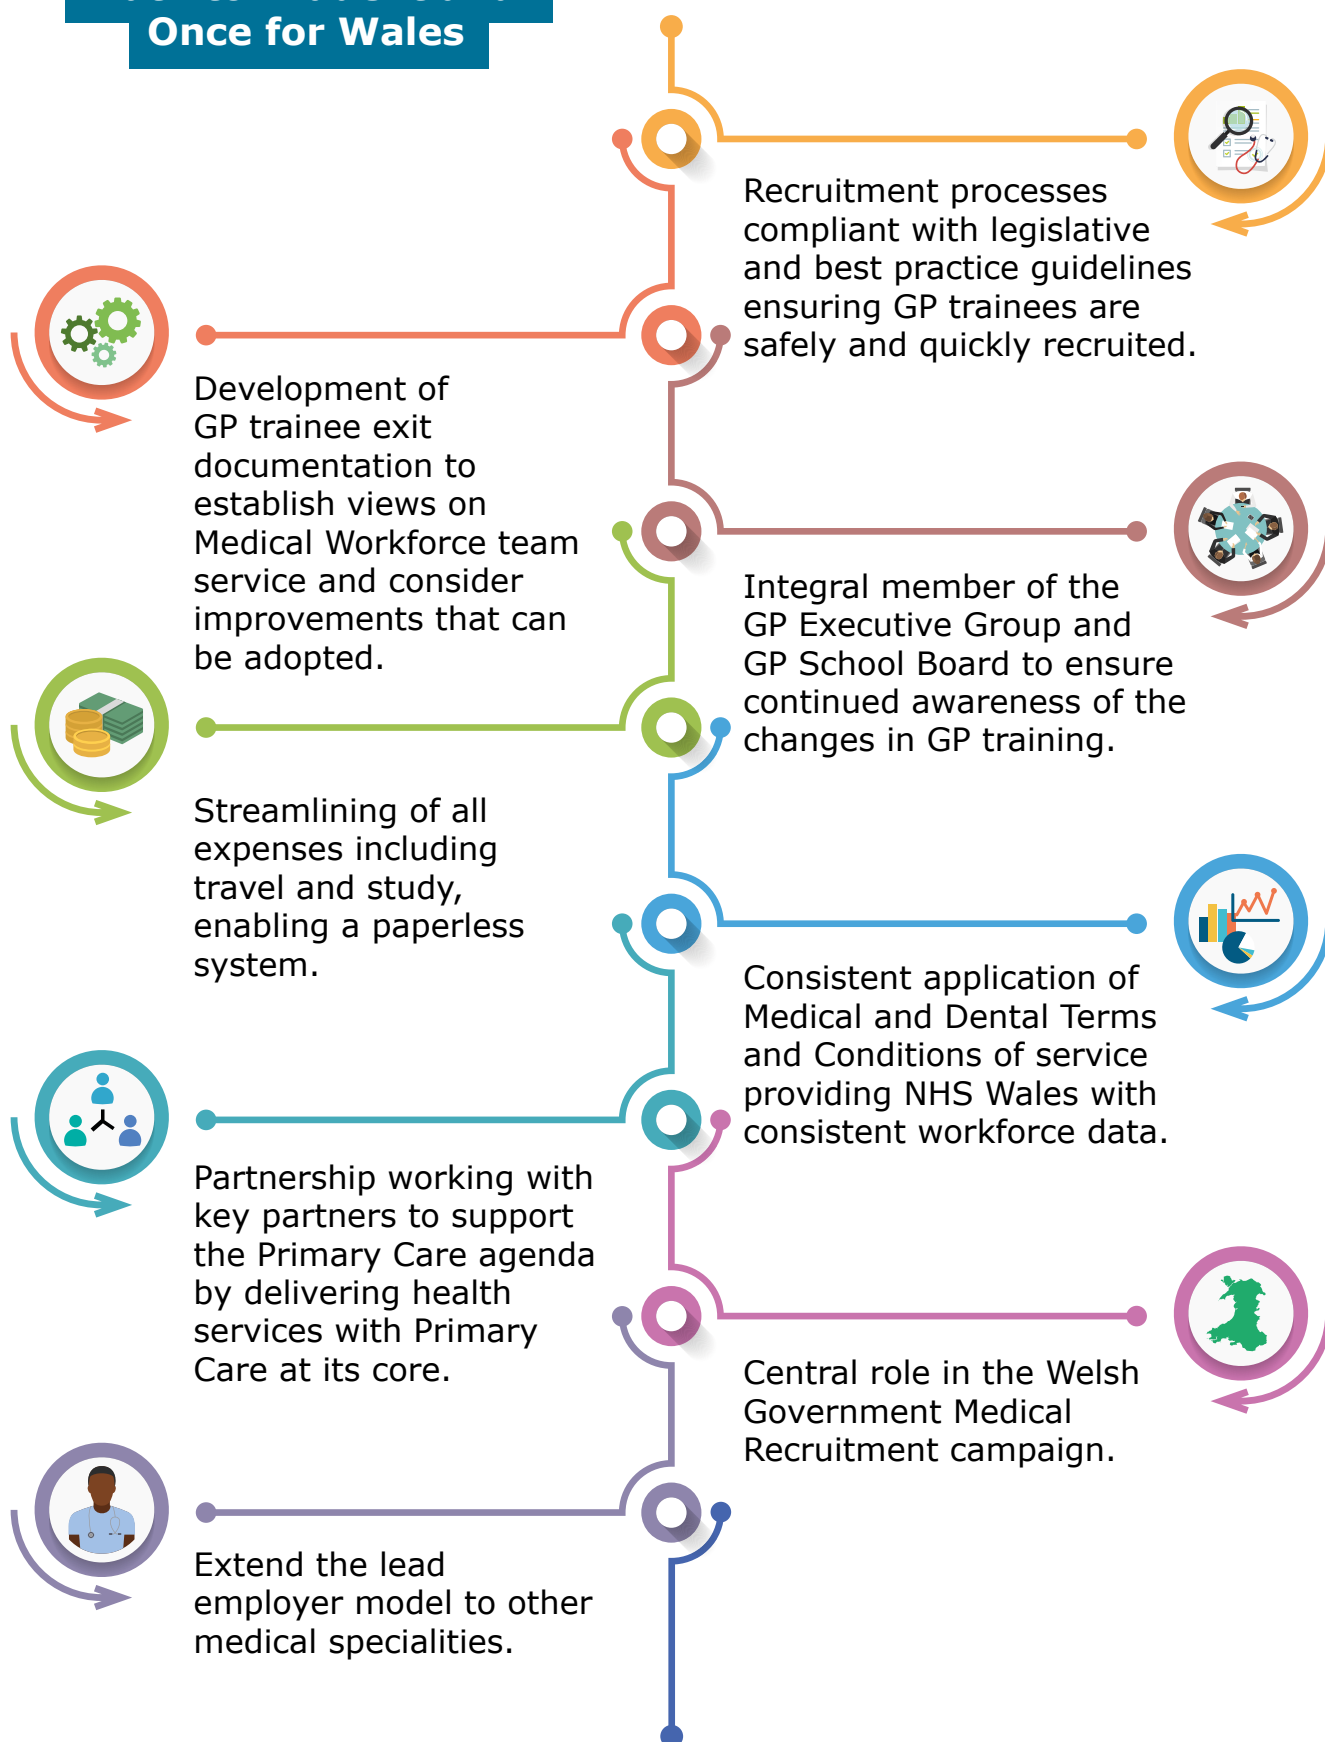 Once for Wales
Recruitment processes
compliant with legislative
and best practice guidelines
ensuring GP trainees are
safely and quickly recruited.
Development of
GP trainee exit
documentation to
establish views on
Medical Workforce team
service and consider
improvements that can
be adopted.
Integral member of the
GP Executive Group and
GP School Board to ensure
continued awareness of the
changes in GP training.
Streamlining of all
expenses including
travel and study,
enabling a paperless
system.
Consistent application of
Medical and Dental Terms
and Conditions of service
providing NHS Wales with
consistent workforce data.
Partnership working with
key partners to support
the Primary Care agenda
by delivering health
services with Primary
Care at its core.
Central role in the Welsh
Government Medical
Recruitment campaign.
Extend the lead
employer model to other
medical specialities.